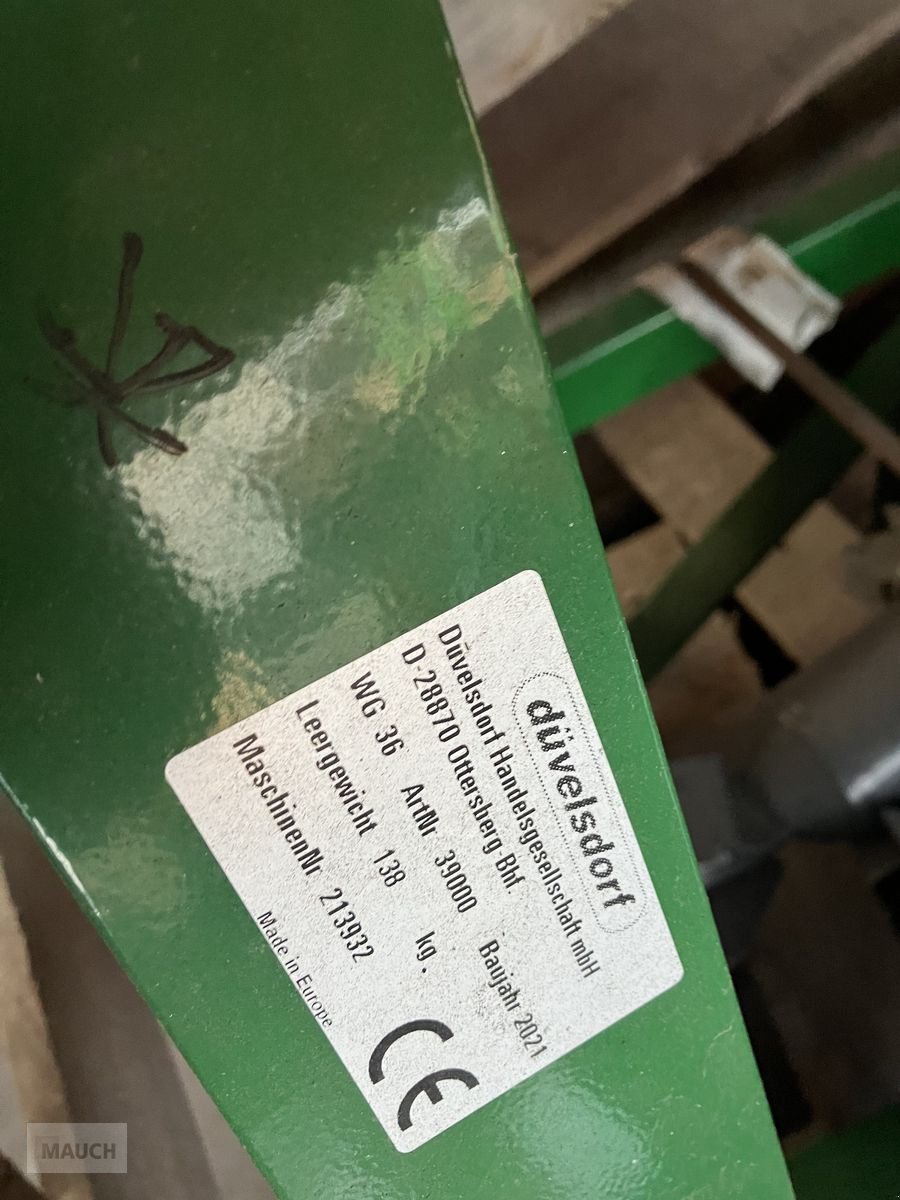 düvelsdorf
Düvelsdorf Handelsgesellschaft mbH
D-28870 Ottersberg Bhf
WG 36 ArtNr 39000 Baujahr 2021
Leergewicht 138 kg.
MaschinenNr 213932
Made in Europe
CE
MAUCH